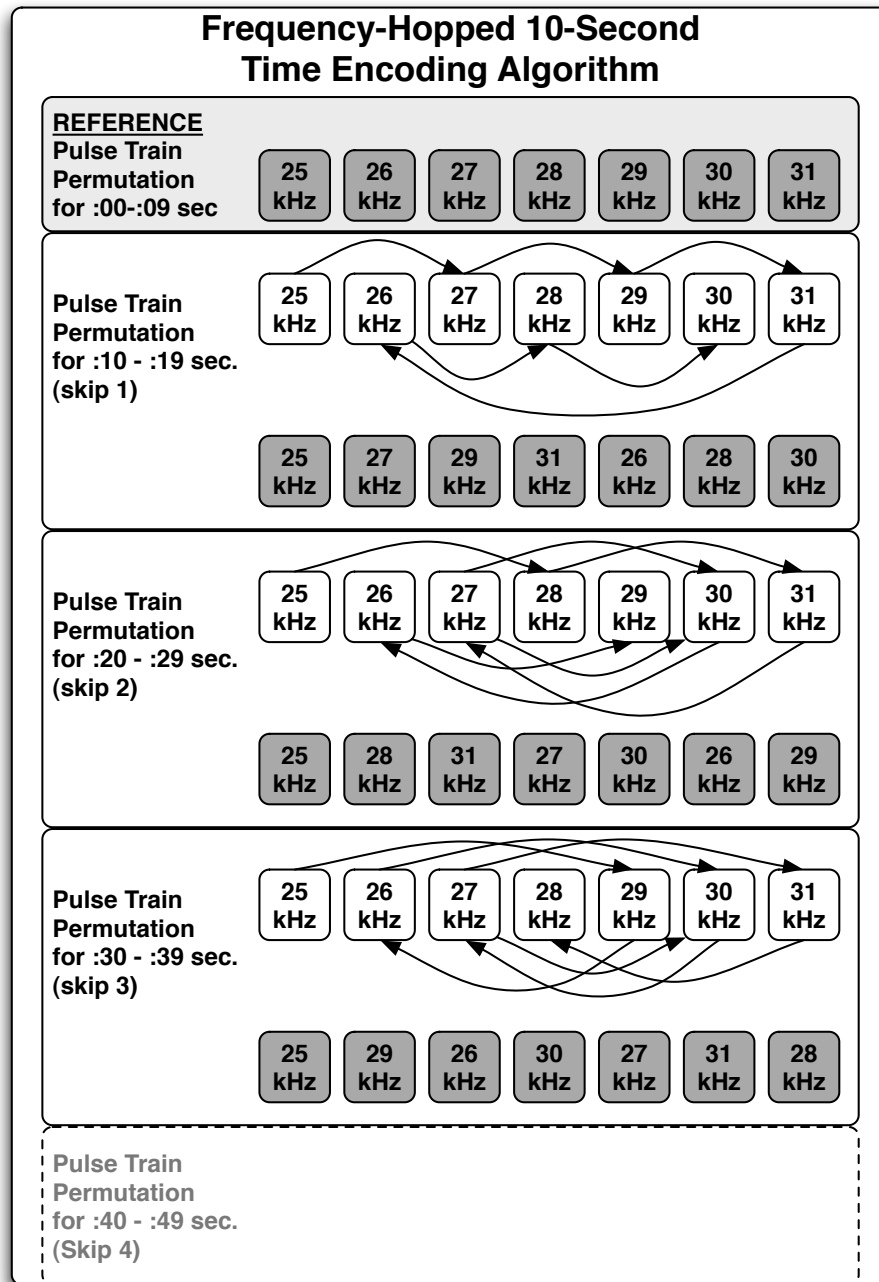 Frequency-Hopped 10-Second
Time Encoding Algorithm
REFERENCE
Pulse Train
Permutation
for :00-:09 sec
25 26 27 28 29 30 31
kHz kHz kHz kHz kHz kHz kHz
Pulse Train
Permutation
for :10 - :19 sec.
(skip 1)
25 26 27 28 29 30 31
kHz kHz kHz kHz kHz kHz kHz
25 27 29 31 26 28 30
kHz kHz kHz kHz kHz kHz kHz
Pulse Train
Permutation
for :20 - :29 sec.
(skip 2)
25 26 27 28 29 30 31
kHz kHz kHz kHz kHz kHz kHz
25 28 31 27 30 26 29
kHz kHz kHz kHz kHz kHz kHz
Pulse Train
Permutation
for :30 - :39 sec.
(skip 3)
25 26 27 28 29 30 31
kHz kHz kHz kHz kHz kHz kHz
25 29 26 30 27 31 28
kHz kHz kHz kHz kHz kHz kHz
Pulse Train
Permutation
for :40 - :49 sec.
(Skip 4)